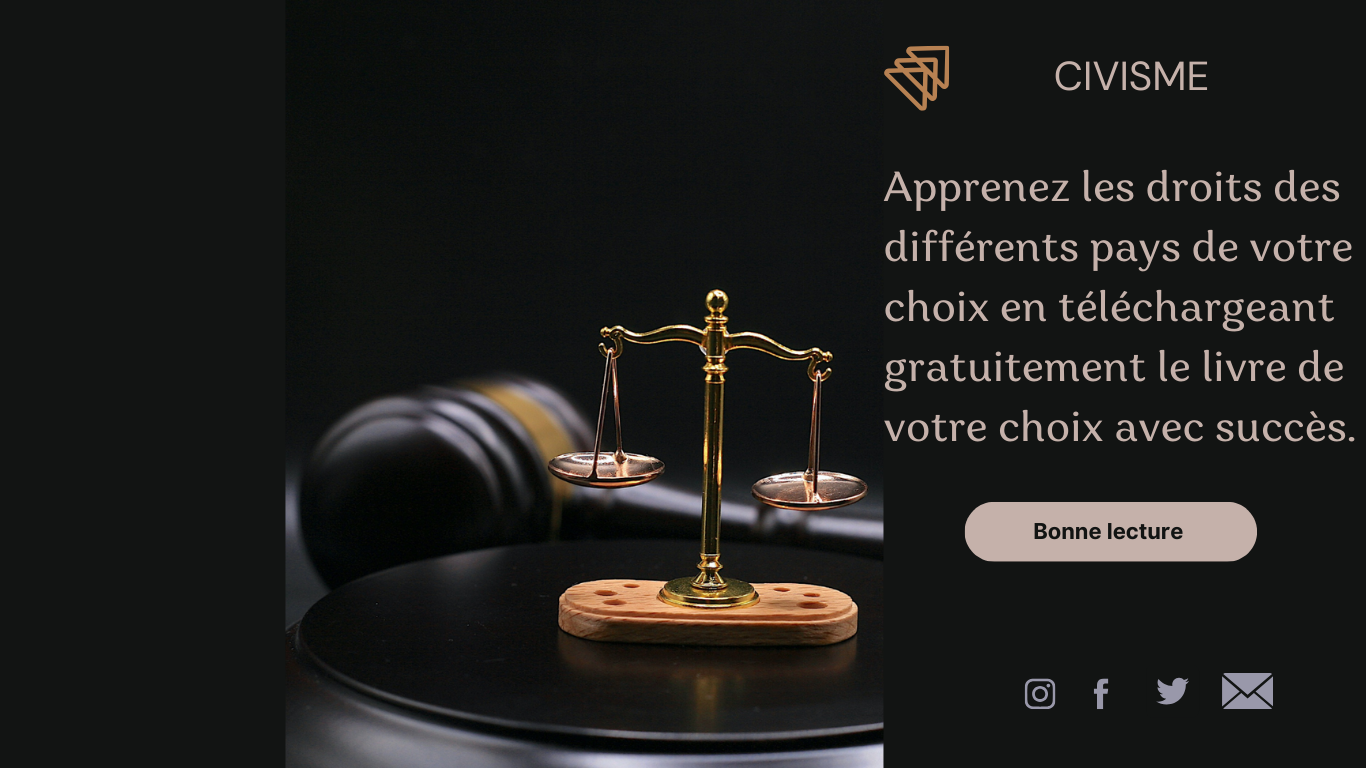 CIVISME
Apprenez les droits des
différents pays de votre
choix en téléchargeant
gratuitement le livre de
votre choix avec succès.
Bonne lecture